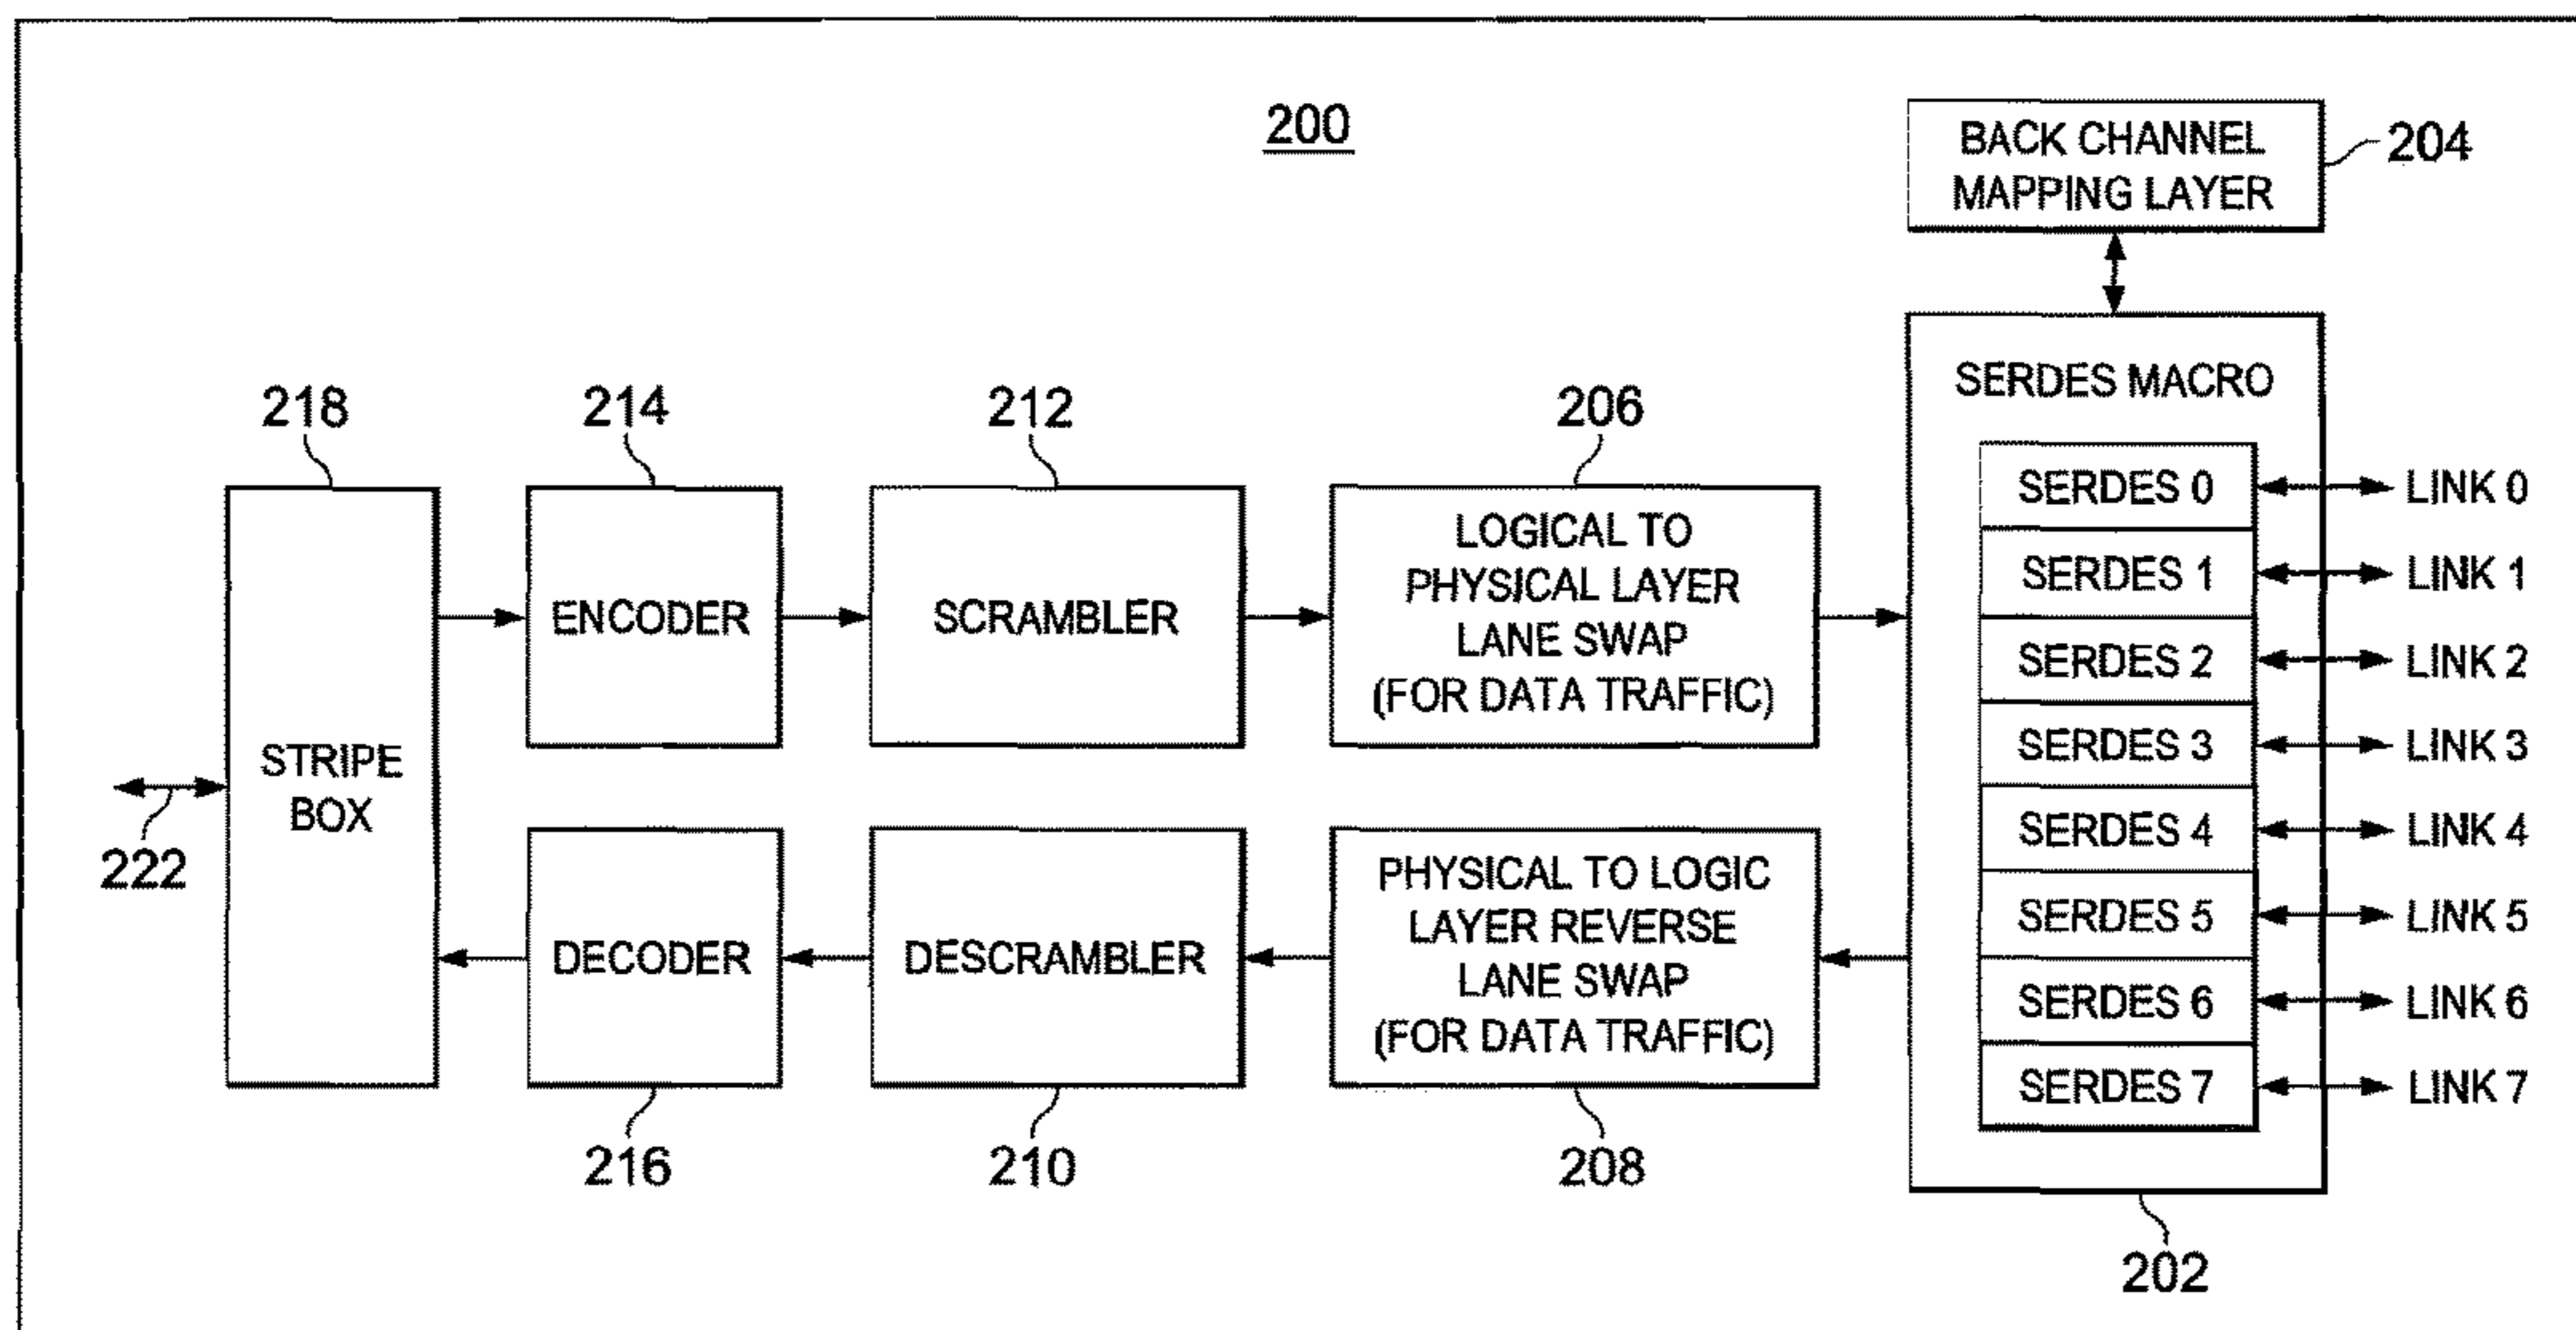 200
BACK CHANNEL
MAPPING LAYER
204
SERDES MACRO
218
214
212
206
STRIPE
BOX
ENCODER
SCRAMBLER
LOGICAL TO
PHYSICAL LAYER
LANE SWAP
(FOR DATA TRAFFIC)
SERDES 0
LINK 0
SERDES 1
LINK 1
SERDES 2
LINK 2
SERDES 3
LINK 3
SERDES 4
LINK 4
SERDES 5
LINK 5
SERDES 6
LINK 6
SERDES 7
LINK 7
222
DECODER
DESCRAMBLER
PHYSICAL TO LOGIC
LAYER REVERSE
LANE SWAP
(FOR DATA TRAFFIC)
216
210
208
202